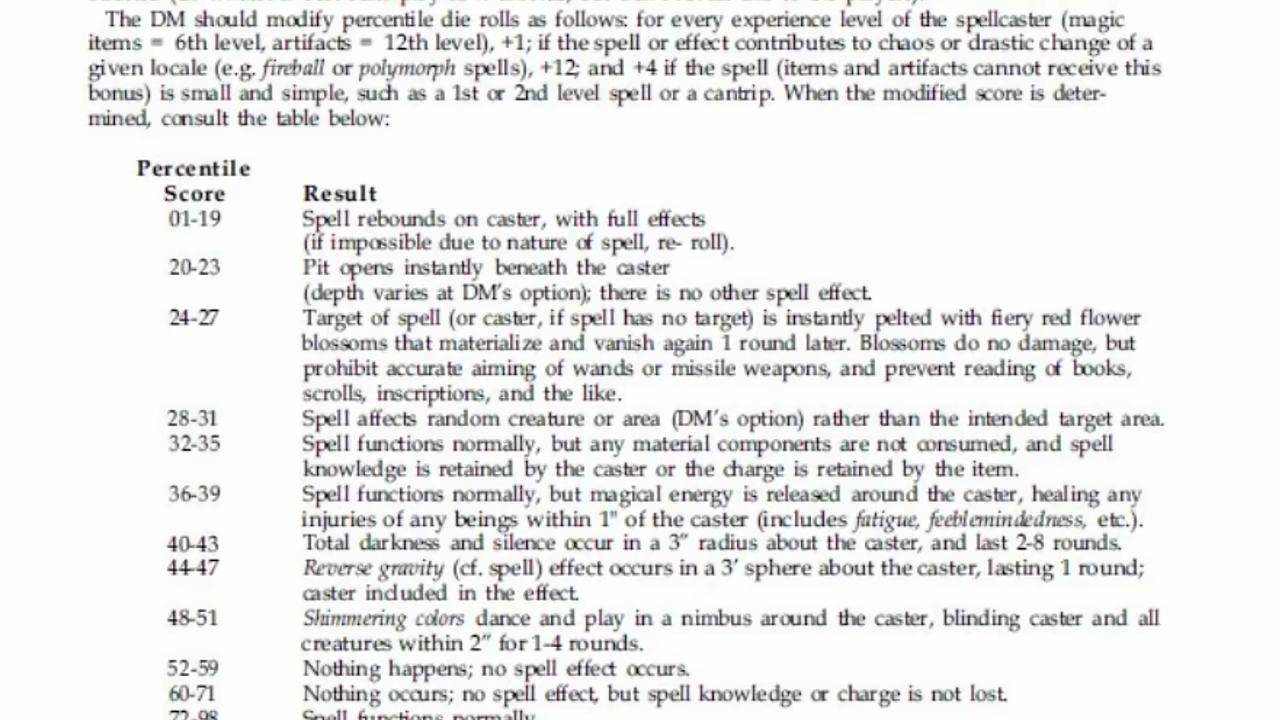 The DM should modify percentile die rolls as follows: for every experience level of the spellcaster (magic
items = 6th level, artifacts = 12th level), +1; if the spell or effect contributes to chaos or drastic change of a
given locale (e.g. fireball or polymorph spells), +12; and +4 if the spell (items and artifacts cannot receive this
bonus) is small and simple, such as a 1st or 2nd level spell or a cantrip. When the modified score is deter-
mined, consult the table below:
Percentile
Score Result
01-19 Spell rebounds on caster, with full effects
(if impossible due to nature of spell, re- roll).
20-23 Pit opens instantly beneath the caster
(depth varies at DM's option); there is no other spell effect.
24-27 Target of spell (or caster, if spell has no target) is instantly pelted with fiery red flower
blossoms that materialize and vanish again 1 round later. Blossoms do no damage, but
prohibit accurate aiming of wands or missile weapons, and prevent reading of books,
scrolls, inscriptions, and the like.
28-31 Spell affects random creature or area (DM's option) rather than the intended target area.
32-35 Spell functions normally, but any material components are not consumed, and spell
knowledge is retained by the caster or the charge is retained by the item.
36-39 Spell functions normally, but magical energy is released around the caster, healing any
injuries of any beings within 1" of the caster (includes fatigue, feeblemindedness, etc.).
40-43 Total darkness and silence occur in a 3" radius about the caster, and last 2-8 rounds.
44-47 Reverse gravity (cf. spell) effect occurs in a 3' sphere about the caster, lasting 1 round;
caster included in the effect.
48-51 Shimmering colors dance and play in a nimbus around the caster, blinding caster and all
creatures within 2" for 1-4 rounds.
52-59 Nothing happens; no spell effect occurs.
60-71 Nothing occurs; no spell effect, but spell knowledge or charge is not lost.
72-98 Spell functions normally